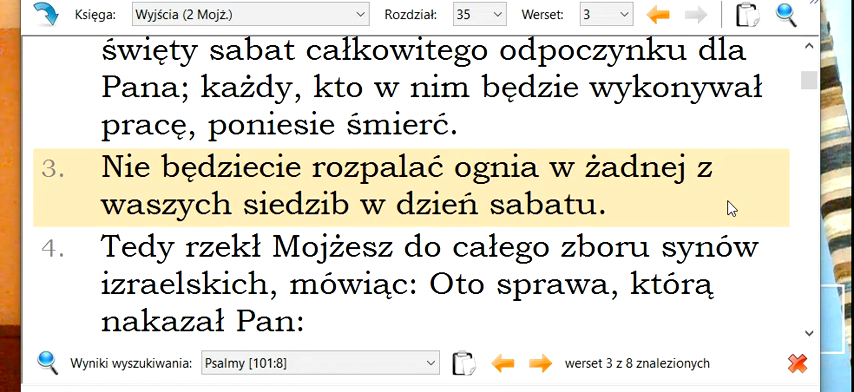 Księga: Wyjścia (2 Mojż.) Rozdział: 35 Werset: 3
święty sabat całkowitego odpoczynku dla
Pana; każdy, kto w nim będzie wykonywał
pracę, poniesie śmierć.
3. Nie będziecie rozpalać ognia w żadnej z
waszych siedzib w dzień sabatu.
4. Tedy rzekł Mojżesz do całego zboru synów
izraelskich, mówiąc: Oto sprawa, którą
nakazał Pan:
Wyniki wyszukiwania: Psalmy [101:8] werset 3 z 8 znalezionych